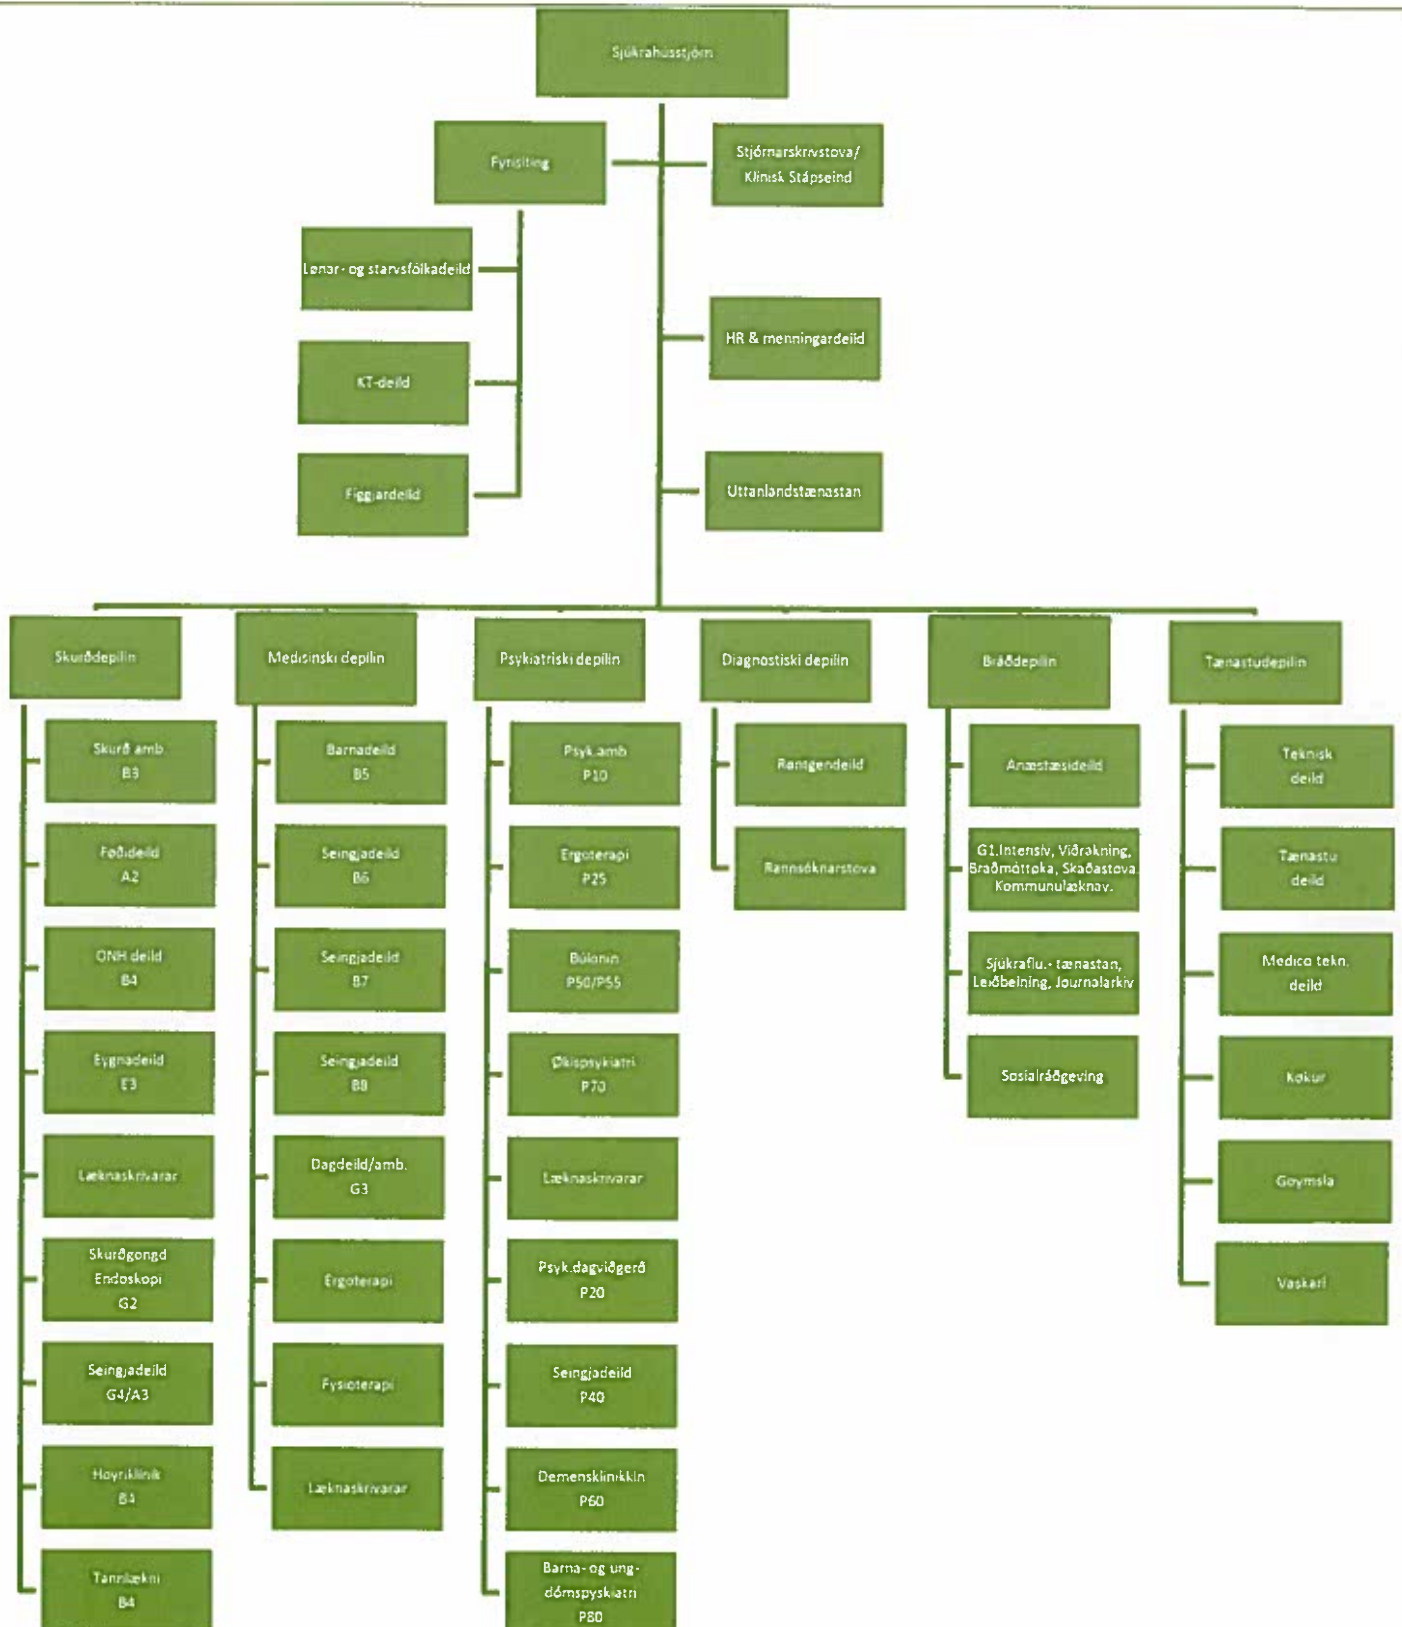 Sjúkrahússtjórn
Fyrisiting
Stjórnarskrivstova/
Klinisk Stápseind
Lønar- og starvsfólkadeild
HR & menningardeild
KT-deild
Figgjardeild
Uttanlandstænastan
Skurðdepilin
Skurð amb.
B3
Føðideild
A2
ONH deild
B4
Eygnadeild
E3
Læknaskrivarar
Skurðgongd
Endoskopi
G2
Seingjadeild
G4/A3
Hoyriklinik
B4
Tannlækni
B4
Medisinski depilin
Barnadeild
B5
Seingjadeild
B6
Seingjadeild
B7
Seingjadeild
B8
Dagdeild/amb.
G3
Ergoterapi
Fysioterapi
Læknaskrivarar
Psykiatriski depilin
Psyk.amb
P10
Ergoterapi
P25
Búlonin
P50/P55
Økispsykiatri
P70
Læknaskrivarar
Psyk.dagviðgerð
P20
Seingjadeild
P40
Demensklinikkin
P60
Barna- og ung-
dómspyskiatri
P80
Diagnostiski depilin
Røntgendeild
Rannsóknarstova
Bráðdepilin
Anæstæsideild
G1.Intensiv, Viðrakning,
Bráðmóttøka, Skaðastova.
Kommunulæknav.
Sjúkraflu.- tænastan,
Leiðbeining, Journalarkiv
Sosialráðgeving
Tænastudepilin
Teknisk
deild
Tænastu
deild
Medico tekn.
deild
Køkur
Goymsla
Vaskarí